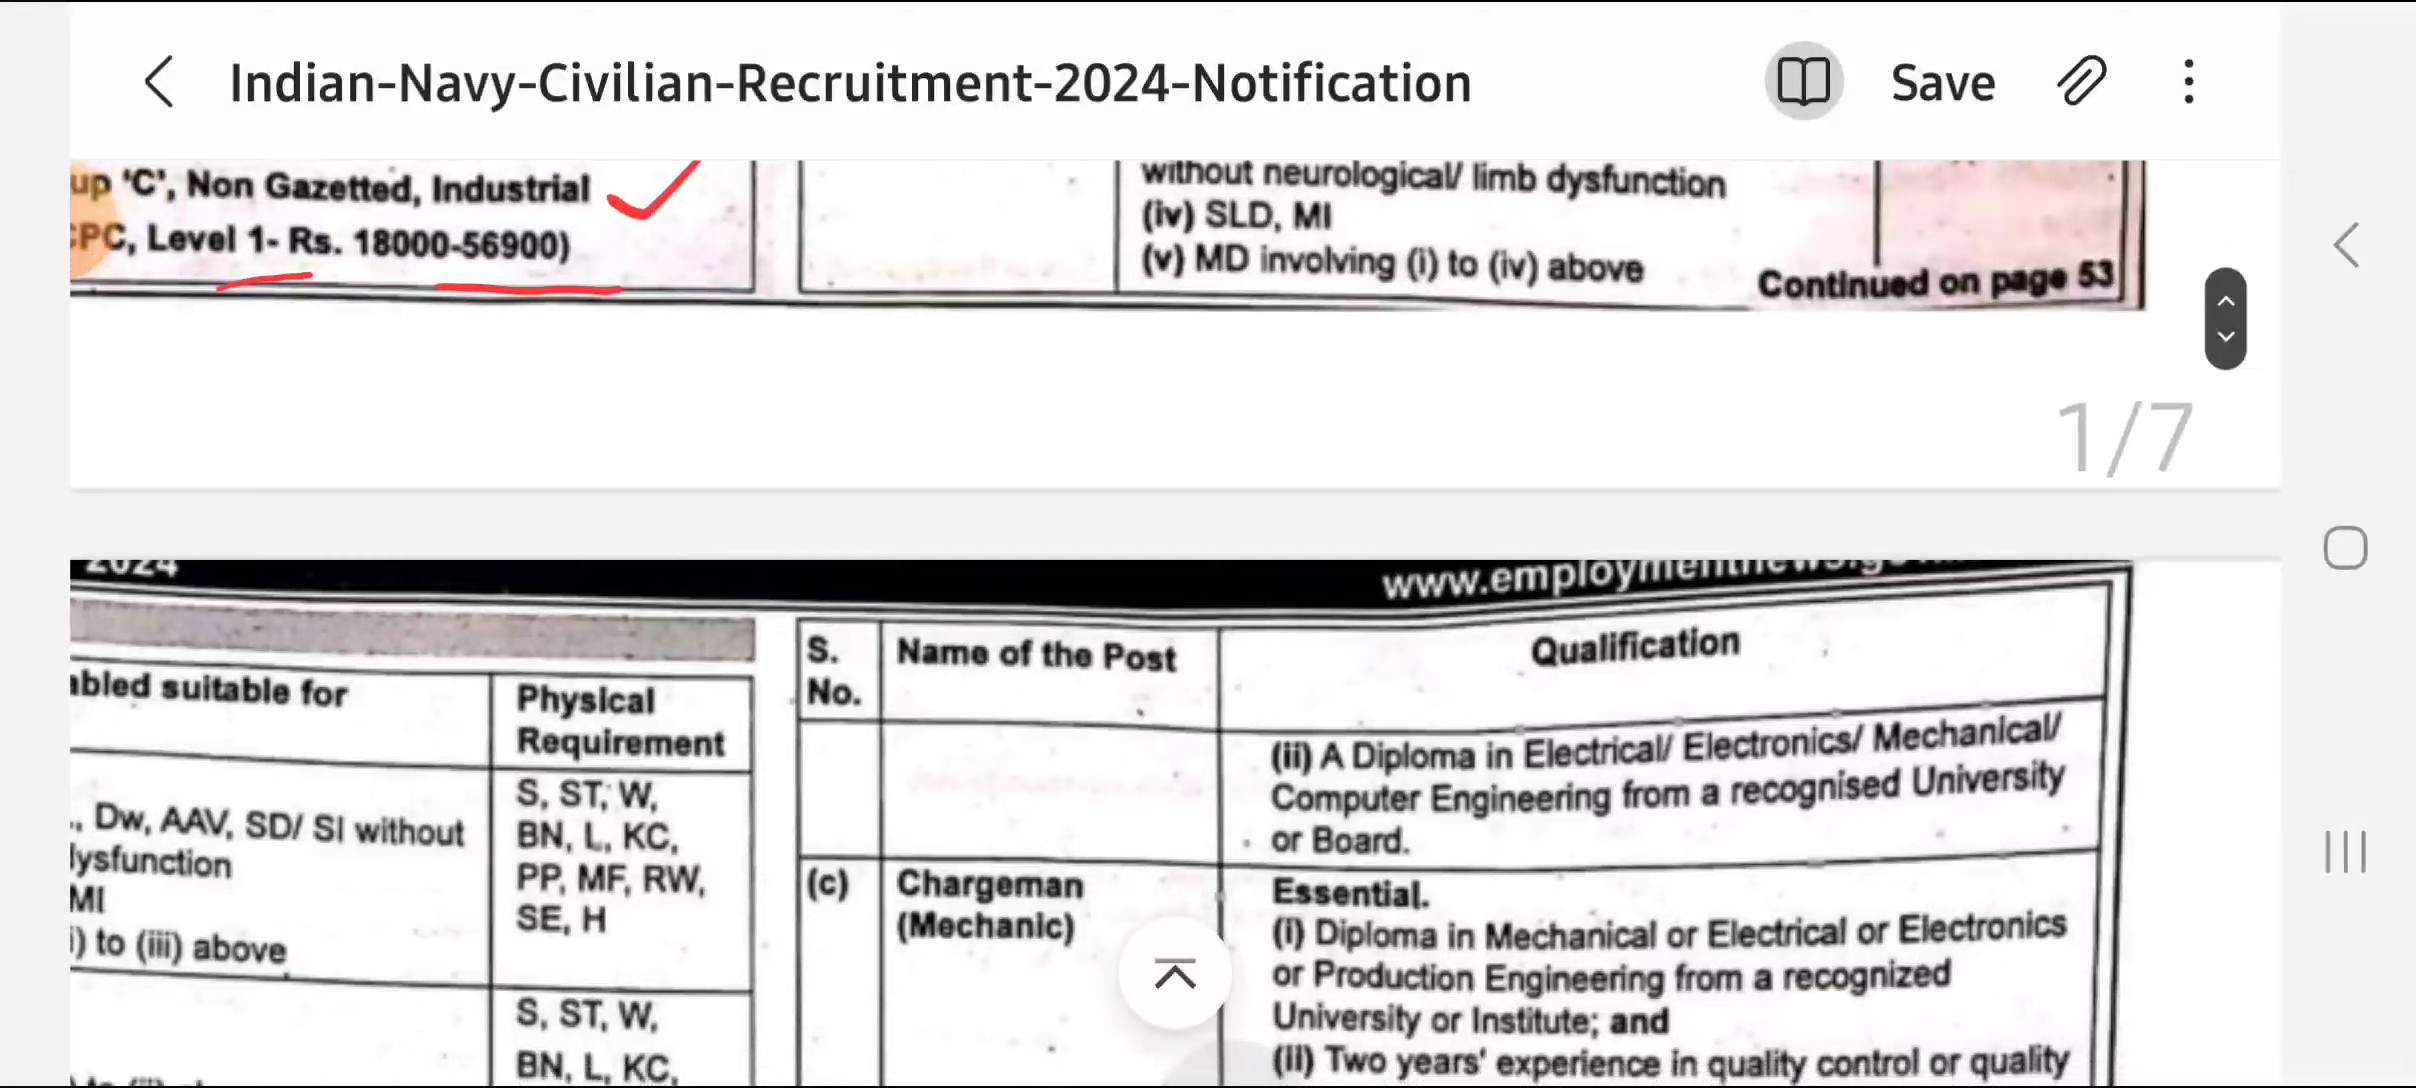 Indian-Navy-Civilian-Recruitment-2024-Notification
Save
up 'C', Non Gazetted, Industrial
CPC, Level 1- Rs. 18000-56900)
without neurological/ limb dysfunction
(iv) SLD, MI
(v) MD involving (i) to (iv) above
Continued on page 53
1/7
2024
abled suitable for
Physical
Requirement
., Dw, AAV, SD/ SI without
dysfunction
MI
i) to (iii) above
S, ST, W,
BN, L, KC,
PP, MF, RW,
SE, H
S, ST, W,
BN, L, KC,
S.
No.
Name of the Post
Qualification
(ii) A Diploma in Electrical/ Electronics/ Mechanical/
Computer Engineering from a recognised University
or Board.
(c)
Chargeman
(Mechanic)
Essential.
(i) Diploma in Mechanical or Electrical or Electronics
or Production Engineering from a recognized
University or Institute; and
(ii) Two years' experience in quality control or quality